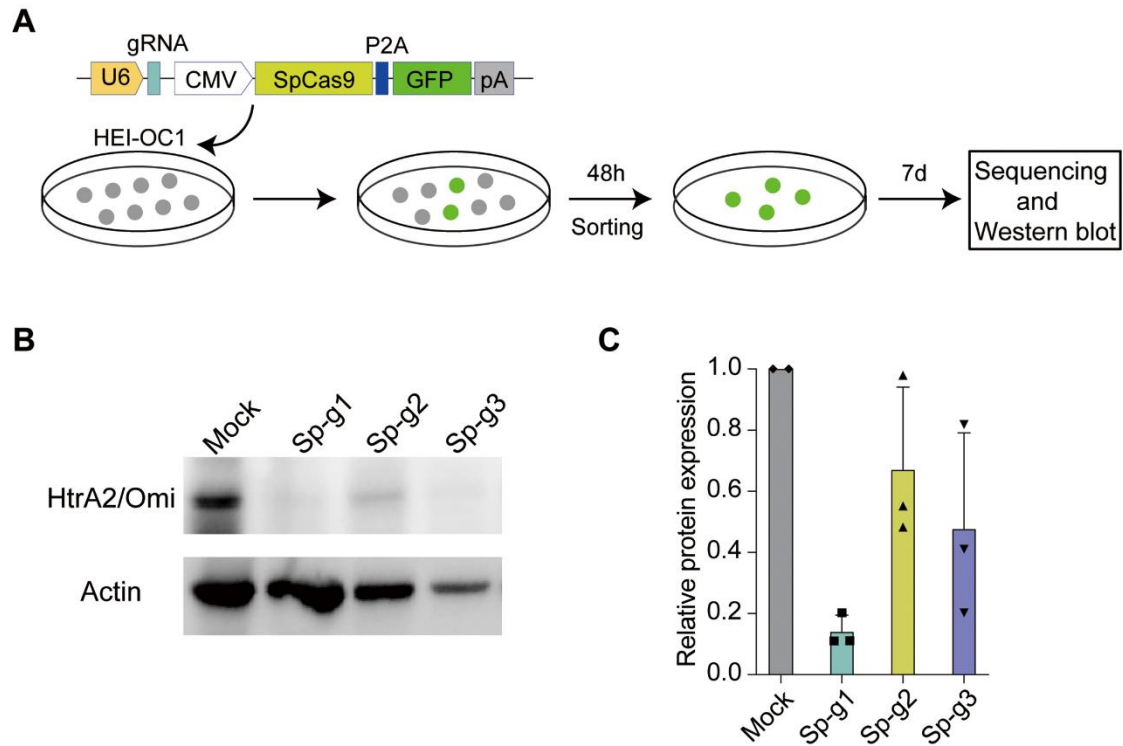 A
gRNA
P2A
U6
CMV
SpCas9
GFP
pA
HEI-OC1
48h
Sorting
7d
Sequencing
and
Western blot
B
Mock
Sp-g1
Sp-g2
Sp-g3
HtrA2/Omi
Actin
C
Relative protein expression
1.0
0.8
0.6
0.4
0.2
0.0
Mock
Sp-g1
Sp-g2
Sp-g3